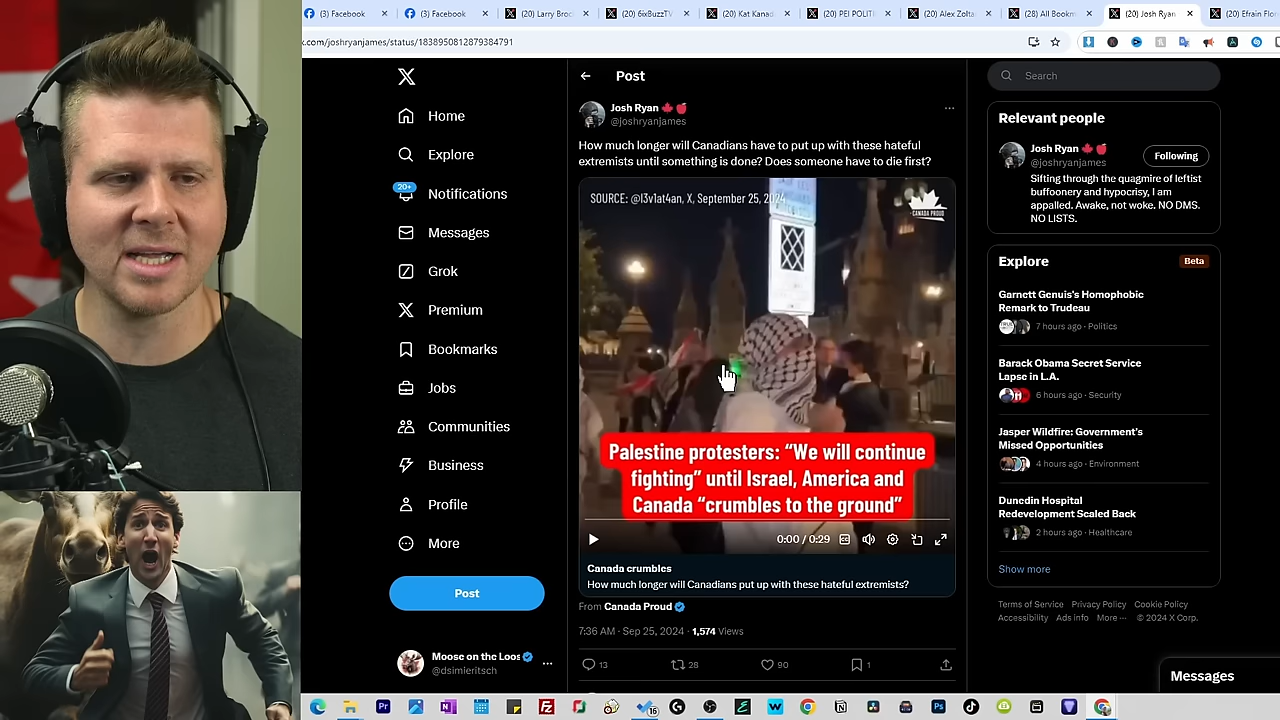 (3) Facebook
(3) Facebook
(20) Larry Broc
(20) 6ixBuzzTV
(20) Kat Kanad
(20) BP POLITI
(20) Alex Zolta
(28) All Bookm
(20) Josh Ryan
(20) Efrain Flo
x.com/joshryanjames/status/1838950812879384791
Home
Explore
20+
Notifications
Messages
Grok
Premium
Bookmarks
Jobs
Communities
Business
Profile
More
Post
Moose on the Loos
@dsimieritsch
Post
Josh Ryan
@joshryanjames
How much longer will Canadians have to put up with these hateful
extremists until something is done? Does someone have to die first?
SOURCE: @l3v1at4an, X, September 25, 2024
CANADA PROUD
Palestine protesters: “We will continue
fighting” until Israel, America and
Canada “crumbles to the ground”
0:00 / 0:29
Canada crumbles
How much longer will Canadians put up with these hateful extremists?
From Canada Proud
7:36 AM · Sep 25, 2024 · 1,574 Views
13
28
90
1
Search
Relevant people
Josh Ryan
@joshryanjames
Following
Sifting through the quagmire of leftist
buffoonery and hypocrisy, I am
appalled. Awake, not woke. NO DMS.
NO LISTS.
Explore
Beta
Garnett Genuis's Homophobic
Remark to Trudeau
7 hours ago · Politics
Barack Obama Secret Service
Lapse in L.A.
6 hours ago · Security
Jasper Wildfire: Government's
Missed Opportunities
4 hours ago · Environment
Dunedin Hospital
Redevelopment Scaled Back
2 hours ago · Healthcare
Show more
Terms of Service Privacy Policy Cookie Policy
Accessibility Ads info More ··· © 2024 X Corp.
Messages